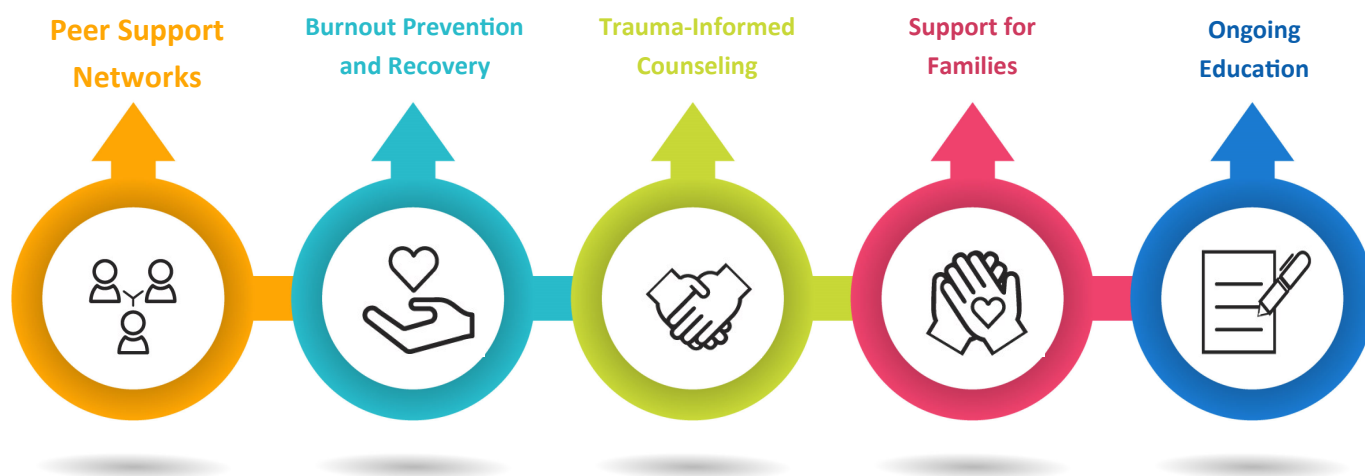 Peer Support
Networks
Burnout Prevention
and Recovery
Trauma-Informed
Counseling
Support for
Families
Ongoing
Education